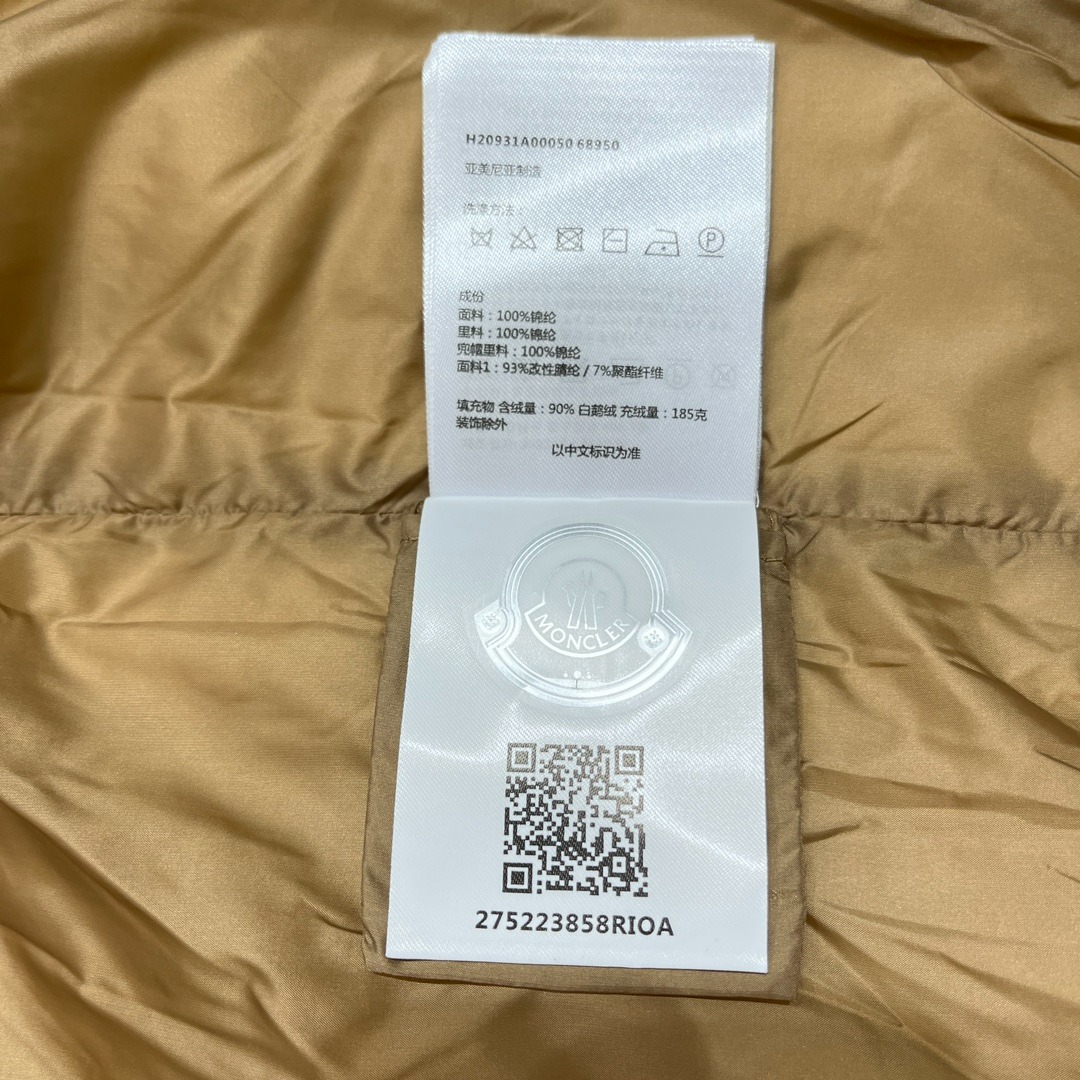 H20931A00050 68950
亚美尼亚制造
洗涤方法：
P
成份
面料：100%锦纶
里料：100%锦纶
兜帽里料：100%锦纶
面料1：93%改性腈纶 / 7%聚酯纤维
填充物 含绒量：90% 白鹅绒 充绒量：185克
装饰除外
以中文标识为准
MONCLER
275223858RIOA